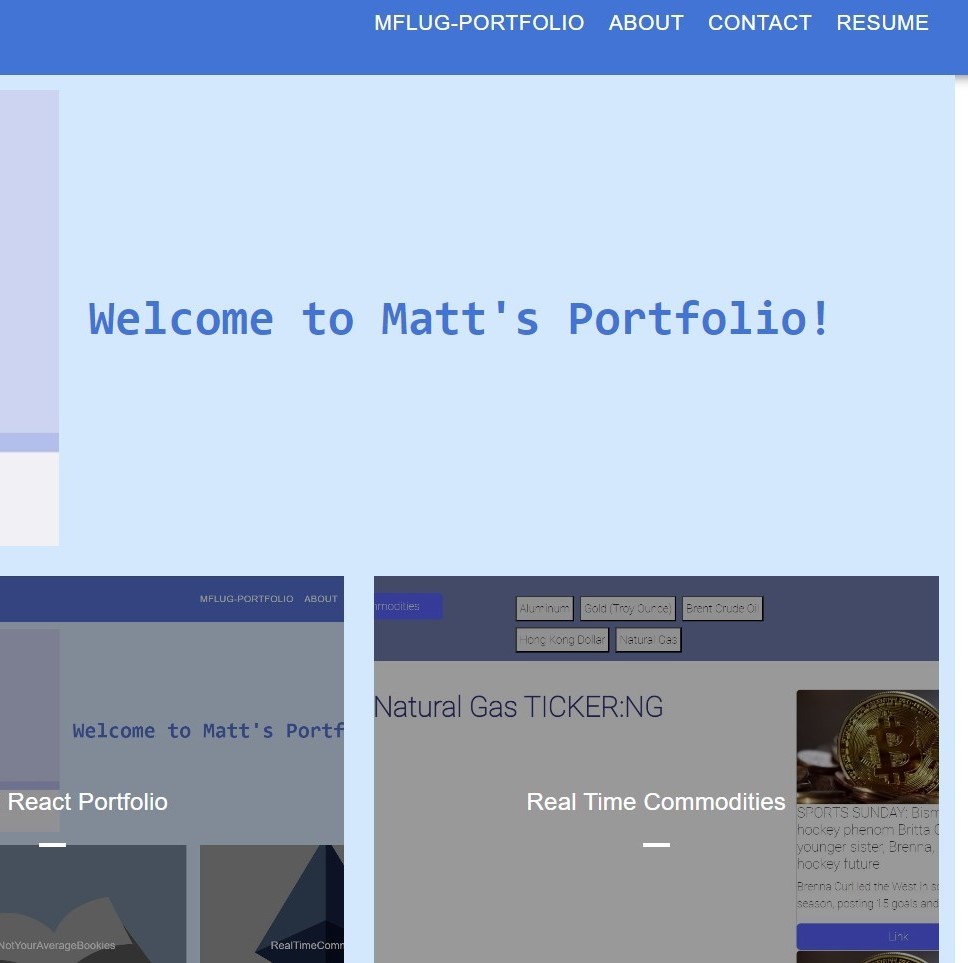 MFLUG-PORTFOLIO ABOUT CONTACT RESUME
Welcome to Matt's Portfolio!
MFLUG-PORTFOLIO ABOUT
Welcome to Matt's Portf
React Portfolio
NotYourAverageBookies
RealTimeComm
mmodities
Aluminum Gold (Troy Ounce) Brent Crude Oil
Hong Kong Dollar Natural Gas
Natural Gas TICKER:NG
Real Time Commodities
SPORTS SUNDAY: Bism
hockey phenom Britta C
younger sister, Brenna,
hockey future
Brenna Curl led the West in sc
season, posting 15 goals and
Link